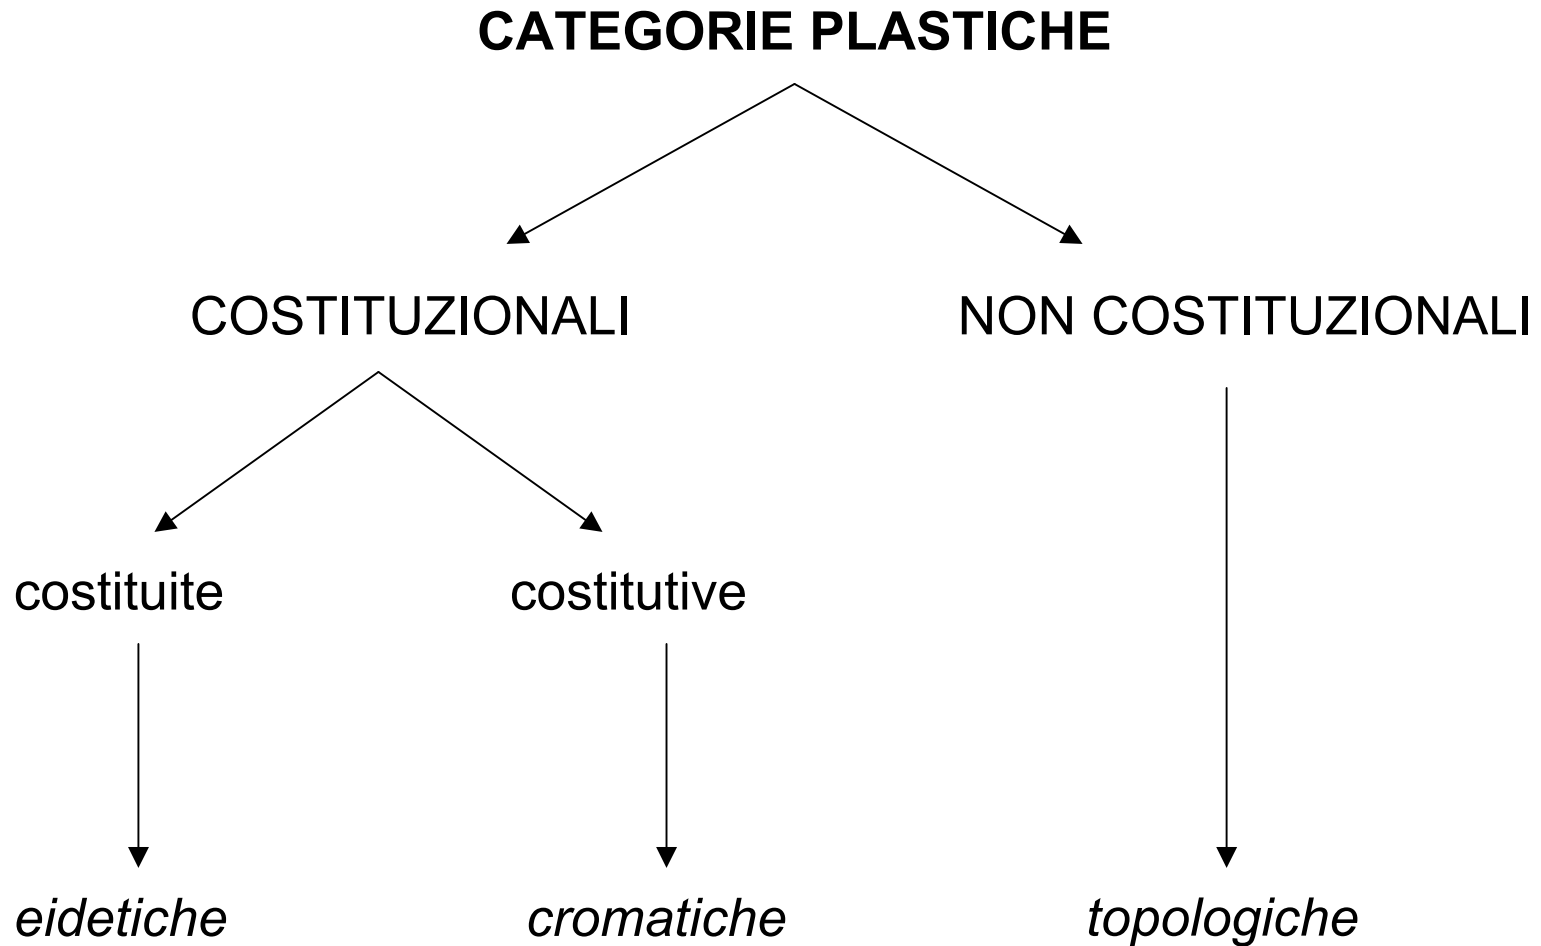 CATEGORIE PLASTICHE
COSTITUZIONALI
NON COSTITUZIONALI
costituite
costitutive
eidetiche
cromatiche
topologiche